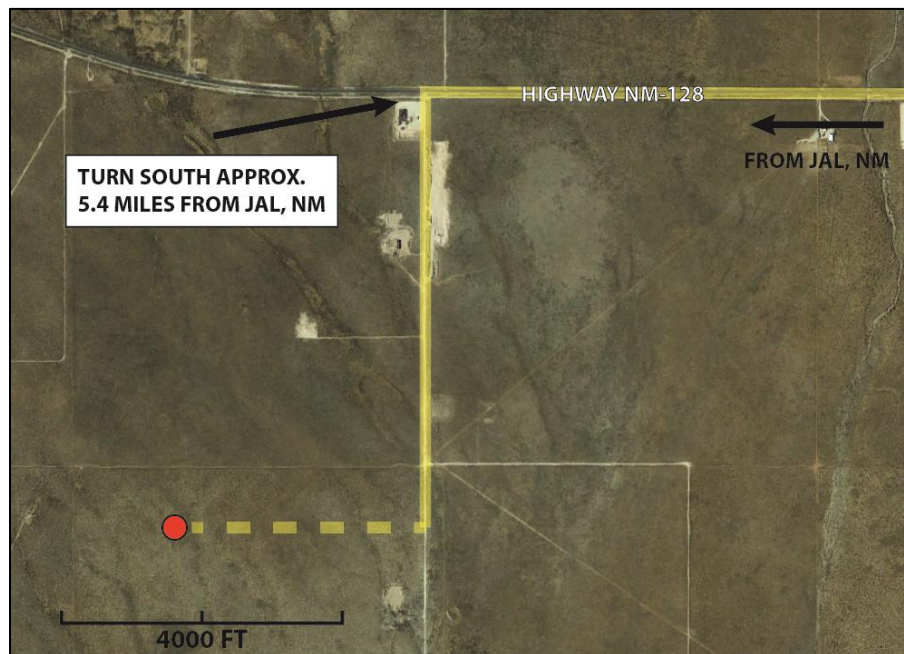 HIGHWAY NM-128
FROM JAL, NM
TURN SOUTH APPROX.
5.4 MILES FROM JAL, NM
4000 FT